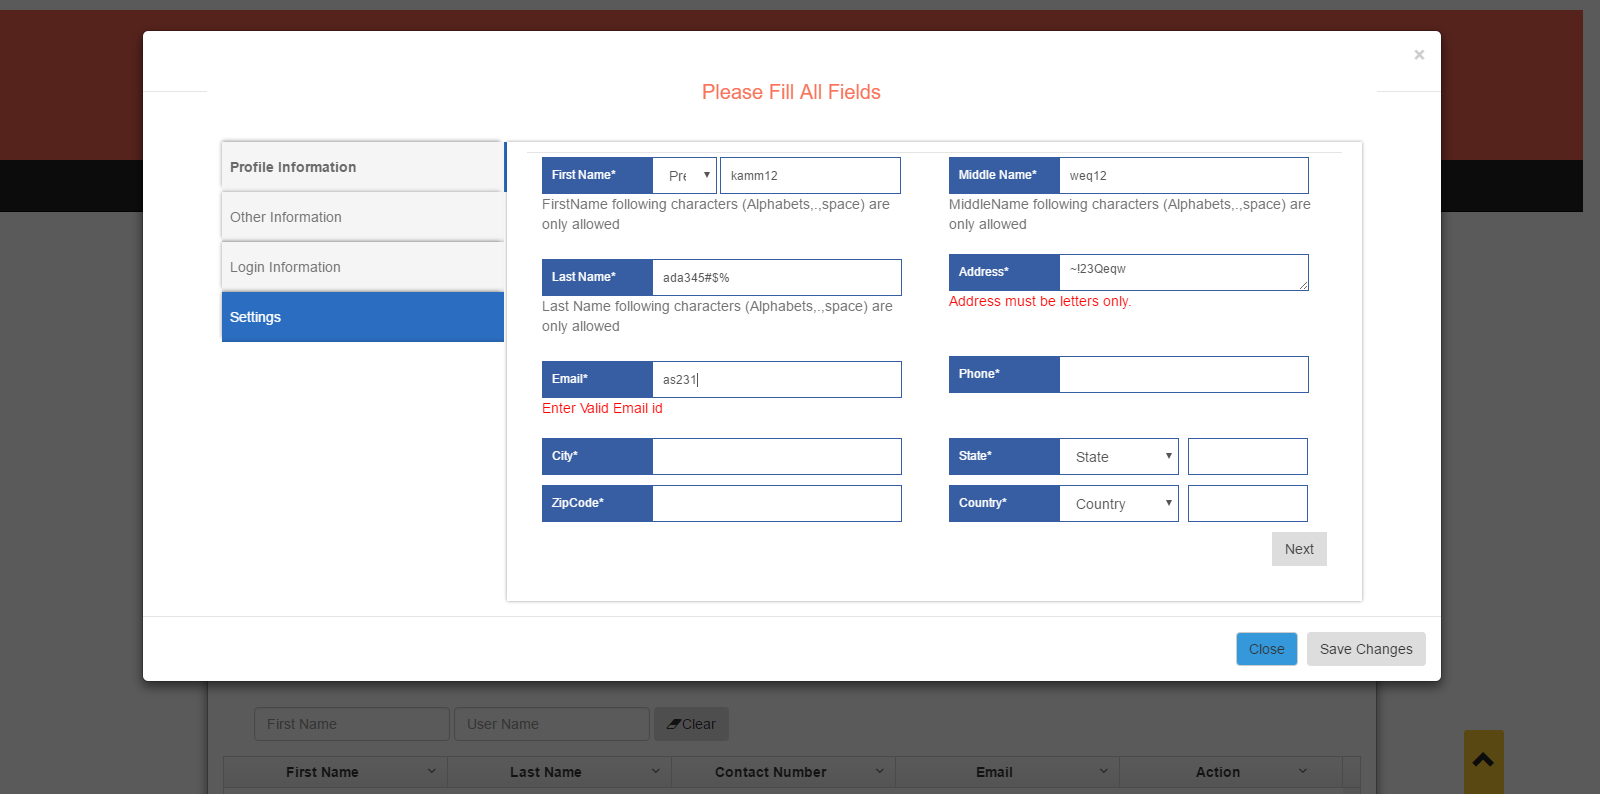 ×
Please Fill All Fields
Profile Information
Other Information
Login Information
Settings
First Name*
Pre
kamm12
FirstName following characters (Alphabets,.,space) are
only allowed
Middle Name*
weq12
MiddleName following characters (Alphabets,.,space) are
only allowed
Last Name*
ada345#$%
Last Name following characters (Alphabets,.,space) are
only allowed
Address*
~!23Qeqw
Address must be letters only.
Email*
as231
Enter Valid Email id
Phone*
City*
State*
State
ZipCode*
Country*
Country
Next
Close
Save Changes
First Name
User Name
Clear
First Name
Last Name
Contact Number
Email
Action